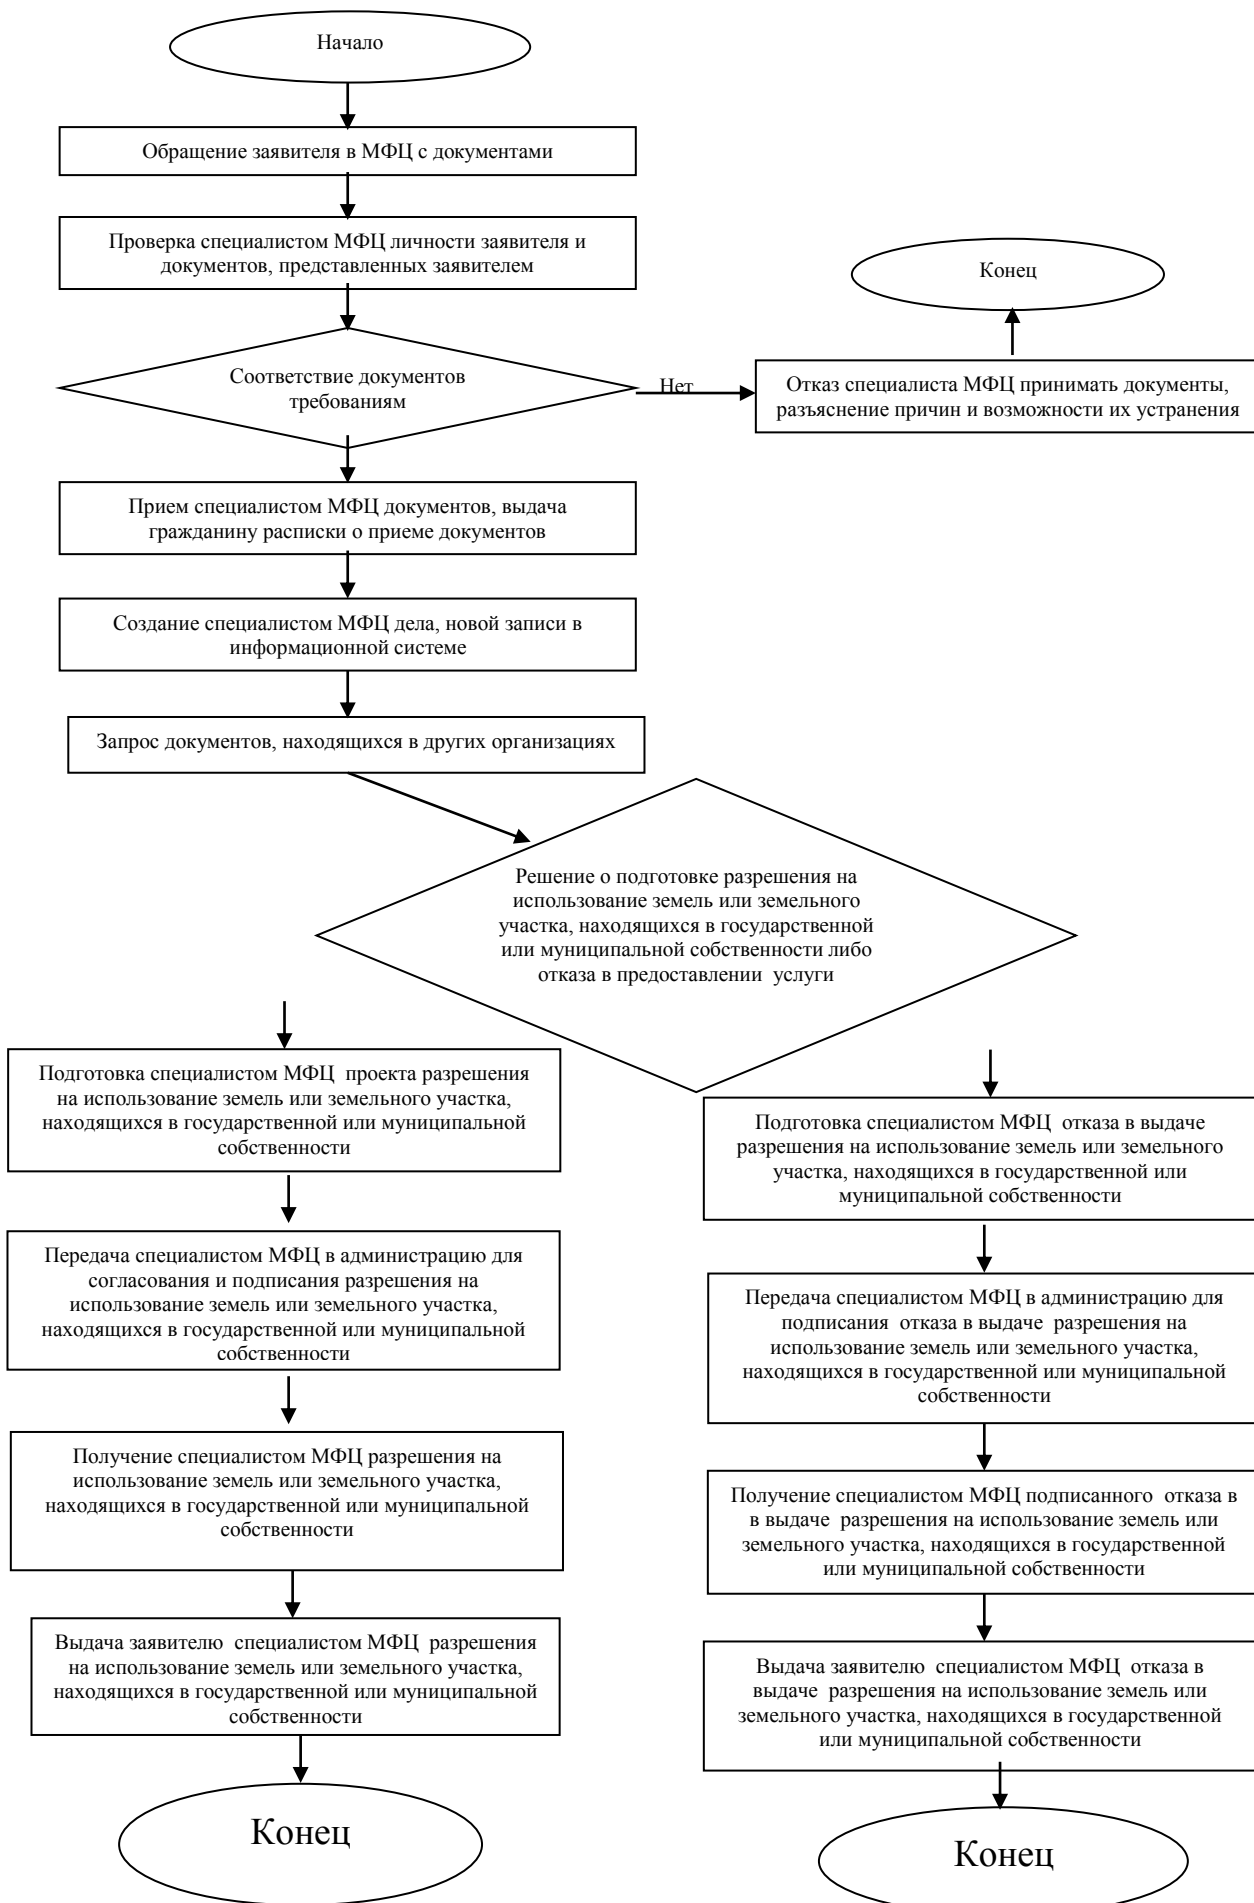 Начало
Обращение заявителя в МФЦ с документами
Проверка специалистом МФЦ личности заявителя и
документов, представленных заявителем
Конец
Соответствие документов
требованиям
Нет
Отказ специалиста МФЦ принимать документы,
разъяснение причин и возможности их устранения
Прием специалистом МФЦ документов, выдача
гражданину расписки о приеме документов
Создание специалистом МФЦ дела, новой записи в
информационной системе
Запрос документов, находящихся в других организациях
Решение о подготовке разрешения на
использование земель или земельного
участка, находящихся в государственной
или муниципальной собственности либо
отказа в предоставлении услуги
Подготовка специалистом МФЦ проекта разрешения
на использование земель или земельного участка,
находящихся в государственной или муниципальной
собственности
Передача специалистом МФЦ в администрацию для
согласования и подписания разрешения на
использование земель или земельного участка,
находящихся в государственной или муниципальной
собственности
Получение специалистом МФЦ разрешения на
использование земель или земельного участка,
находящихся в государственной или муниципальной
собственности
Выдача заявителю специалистом МФЦ разрешения
на использование земель или земельного участка,
находящихся в государственной или муниципальной
собственности
Конец
Подготовка специалистом МФЦ отказа в выдаче
разрешения на использование земель или земельного
участка, находящихся в государственной или
муниципальной собственности
Передача специалистом МФЦ в администрацию для
подписания отказа в выдаче разрешения на
использование земель или земельного участка,
находящихся в государственной или муниципальной
собственности
Получение специалистом МФЦ подписанного отказа в
в выдаче разрешения на использование земель или
земельного участка, находящихся в государственной
или муниципальной собственности
Выдача заявителю специалистом МФЦ отказа в
выдаче разрешения на использование земель или
земельного участка, находящихся в государственной
или муниципальной собственности
Конец